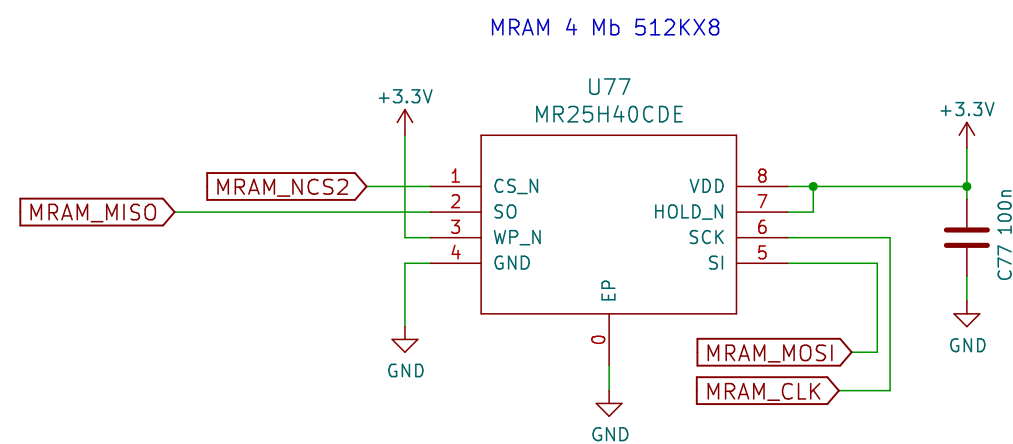 MRAM 4 Mb 512KX8
U77
MR25H40CDE
+3.3V
+3.3V
MRAM_NCS2
1
CS_N
VDD
8
MRAM_MISO
2
SO
HOLD_N
7
3
WP_N
SCK
6
4
GND
SI
5
C77 100n
EP
0
GND
GND
MRAM_MOSI
MRAM_CLK
GND